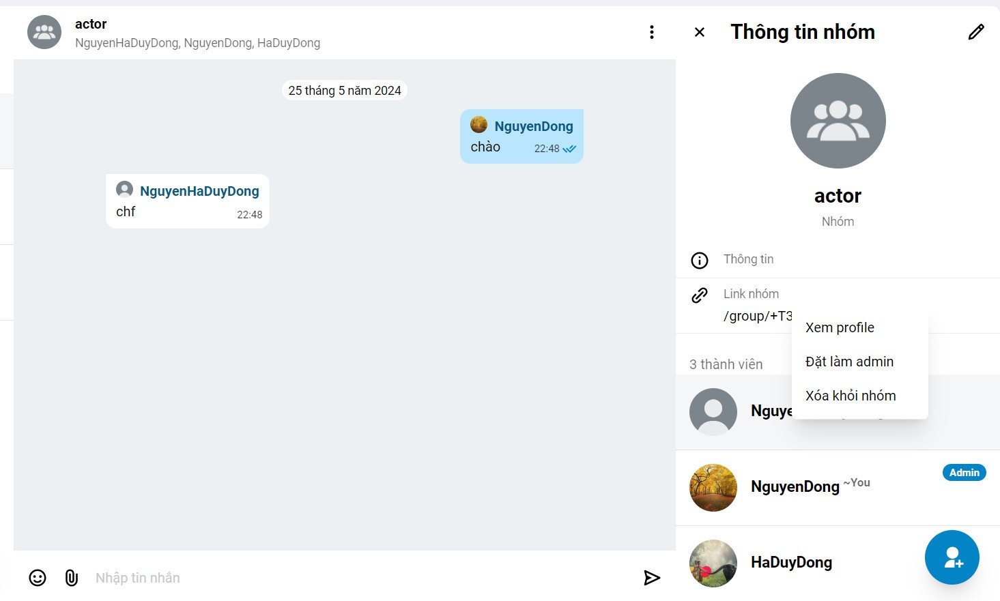 actor
NguyenHaDuyDong, NguyenDong, HaDuyDong
25 tháng 5 năm 2024
NguyenDong
chào 22:48
NguyenHaDuyDong
chf 22:48
Nhập tin nhắn
Thông tin nhóm
actor
Nhóm
Thông tin
Link nhóm
/group/+T3
Xem profile
Đặt làm admin
Xóa khỏi nhóm
3 thành viên
NguyenDong ~You
Admin
HaDuyDong